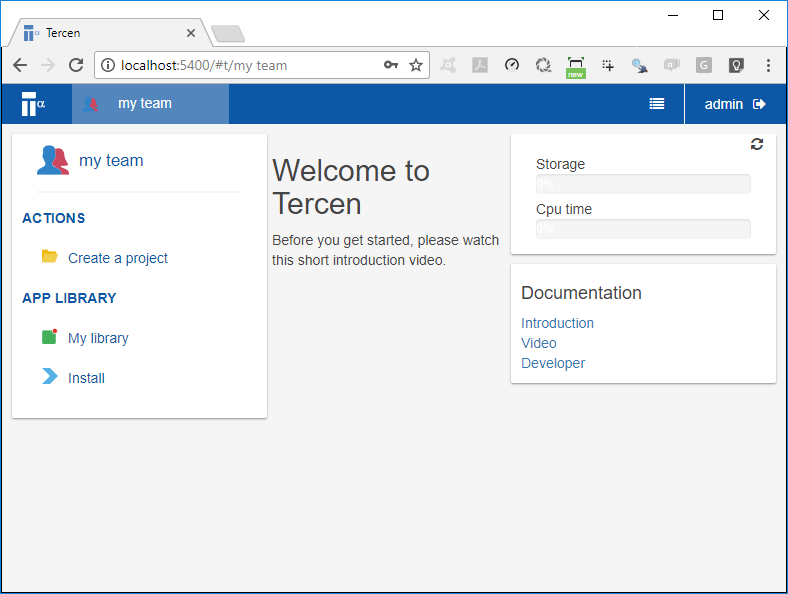 Tercen
localhost:5400/#t/my team
new
G
my team
admin
my team
ACTIONS
Create a project
APP LIBRARY
My library
Install
Welcome to
Tercen
Before you get started, please watch
this short introduction video.
Storage
0%
Cpu time
0%
Documentation
Introduction
Video
Developer